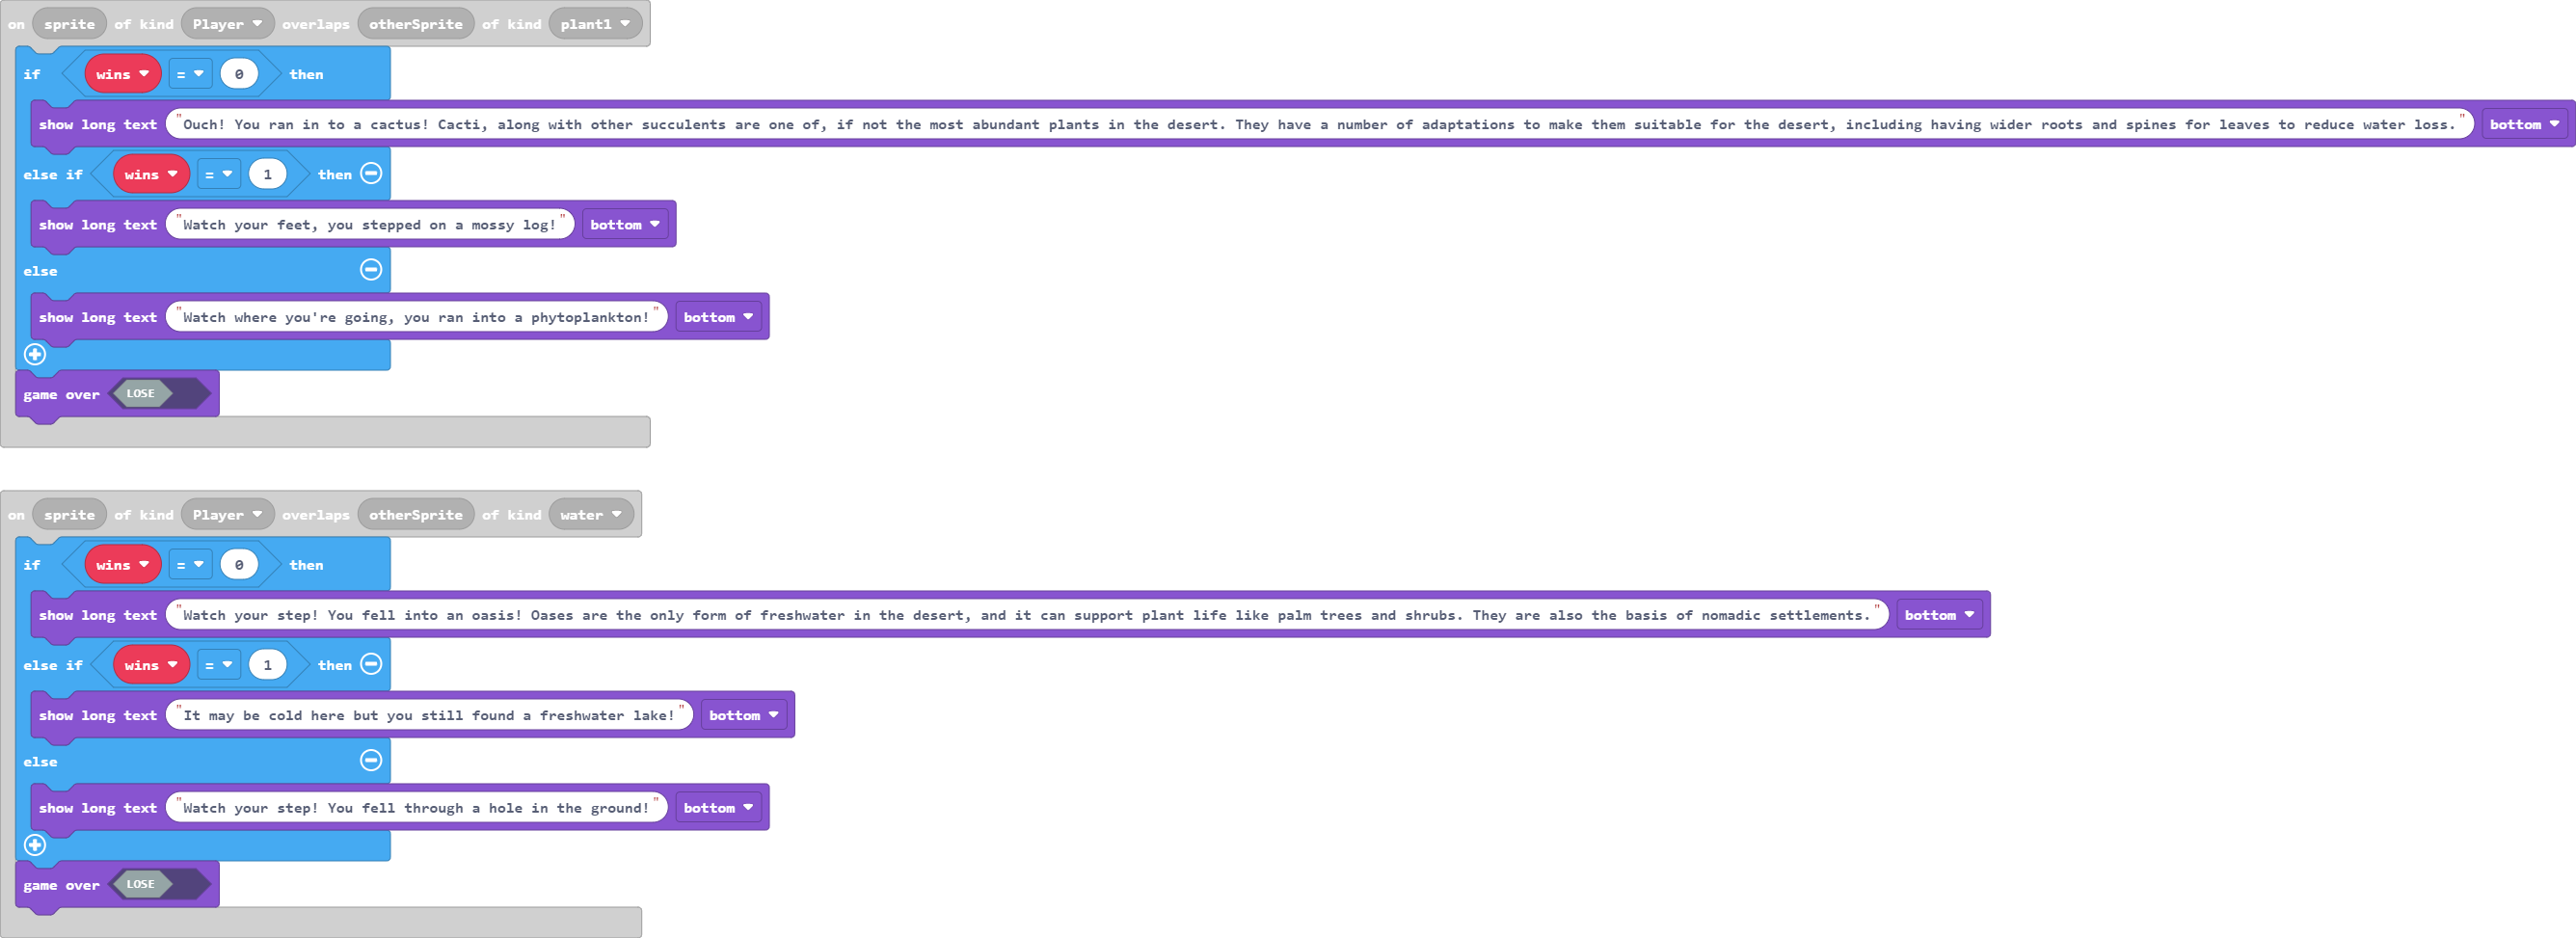 on sprite of kind Player overlaps otherSprite of kind plant1
if wins = 0 then
show long text "Ouch! You ran in to a cactus! Cacti, along with other succulents are one of, if not the most abundant plants in the desert. They have a number of adaptations to make them suitable for the desert, including having wider roots and spines for leaves to reduce water loss." bottom
else if wins = 1 then
show long text "Watch your feet, you stepped on a mossy log!" bottom
else
show long text "Watch where you're going, you ran into a phytoplankton!" bottom
game over LOSE
on sprite of kind Player overlaps otherSprite of kind water
if wins = 0 then
show long text "Watch your step! You fell into an oasis! Oases are the only form of freshwater in the desert, and it can support plant life like palm trees and shrubs. They are also the basis of nomadic settlements." bottom
else if wins = 1 then
show long text "It may be cold here but you still found a freshwater lake!" bottom
else
show long text "Watch your step! You fell through a hole in the ground!" bottom
game over LOSE